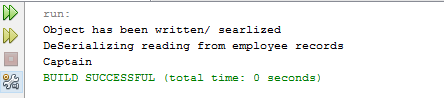 run:
Object has been written/ searlized
DeSerializing reading from employee records
Captain
BUILD SUCCESSFUL (total time: 0 seconds)